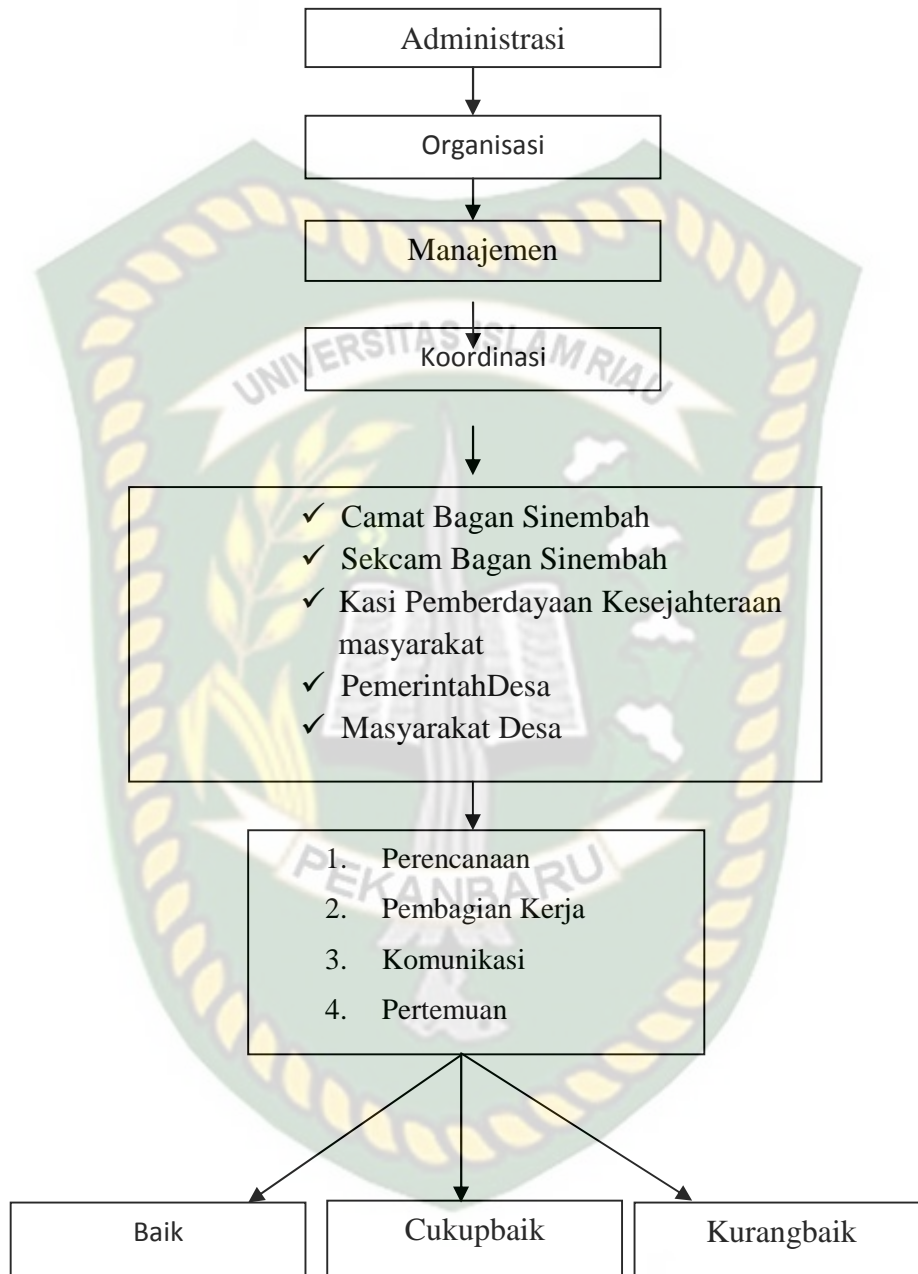 Administrasi
Organisasi
Manajemen
UNIVERSITAS ISLAM RIAU
Koordinasi
✓ Camat Bagan Sinembah
✓ Sekcam Bagan Sinembah
✓ Kasi Pemberdayaan Kesejahteraan
masyarakat
✓ PemerintahDesa
✓ Masyarakat Desa
1. Perencanaan
PEKANBARU
2. Pembagian Kerja
3. Komunikasi
4. Pertemuan
Baik
Cukupbaik
Kurangbaik